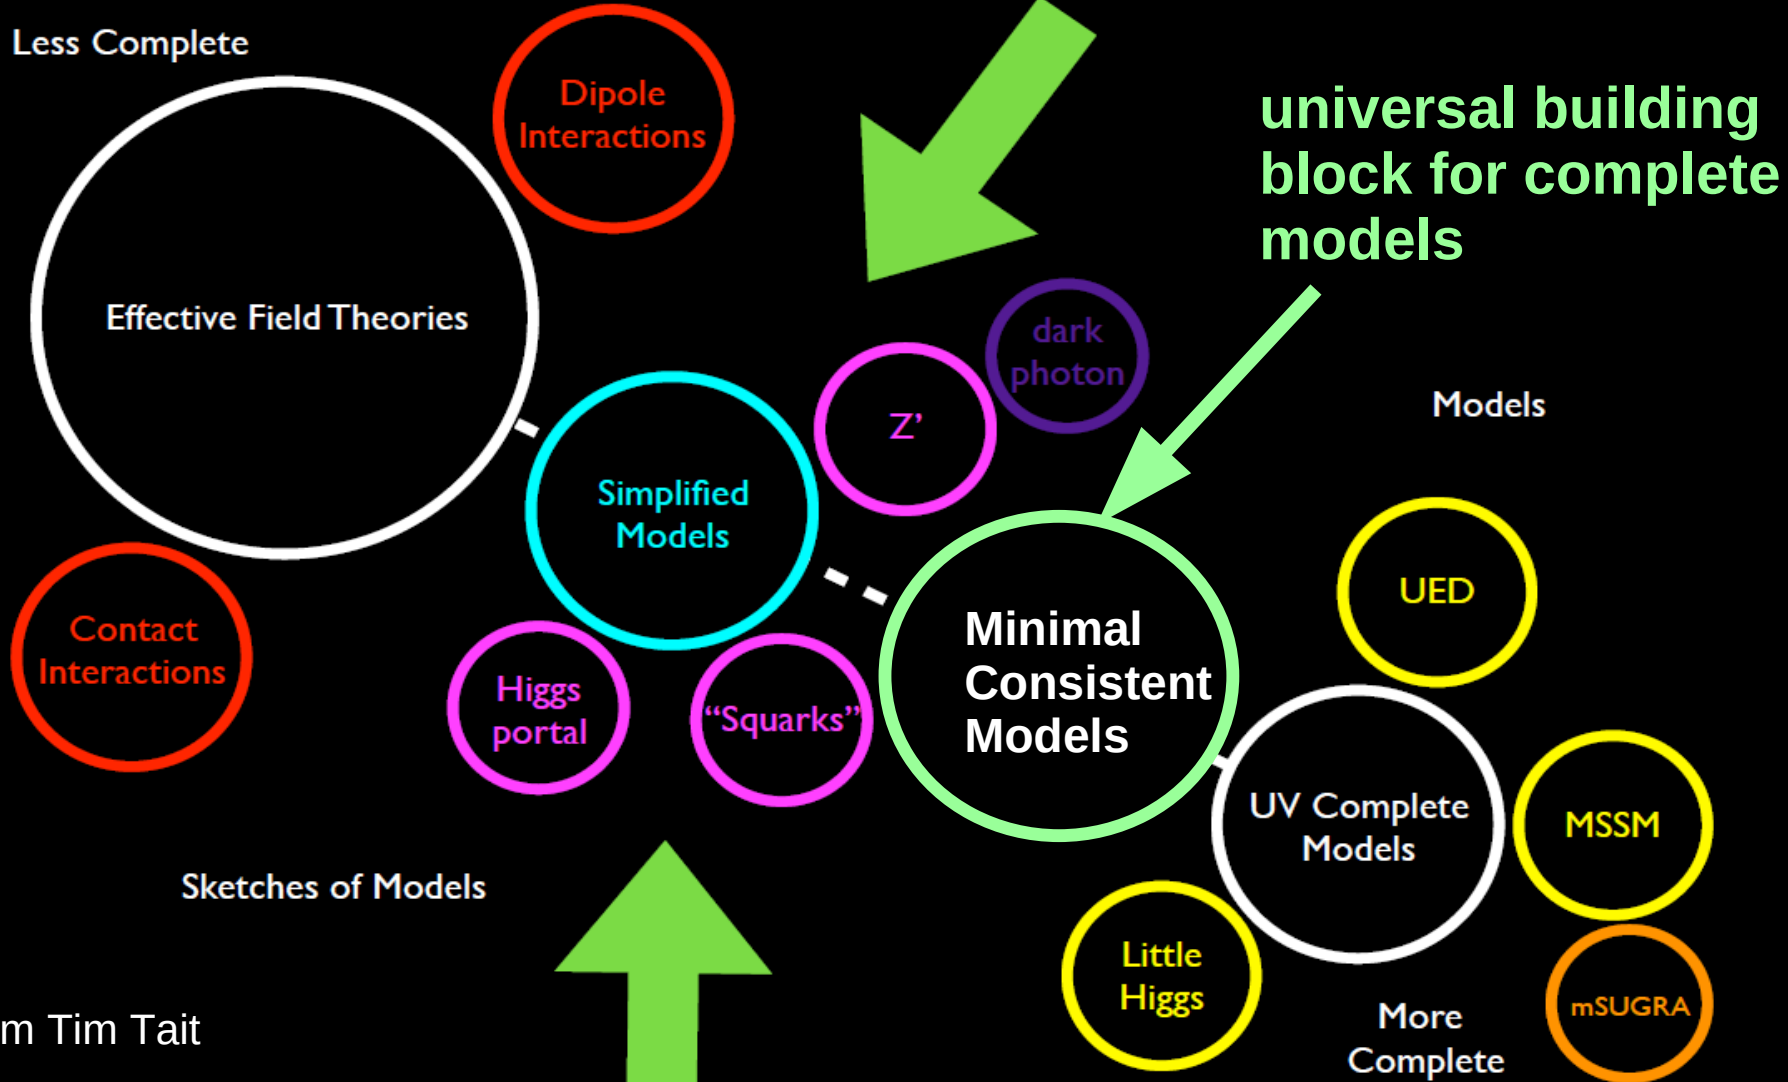 Less Complete
Dipole
Interactions
universal building
block for complete
models
Effective Field Theories
dark
photon
Z’
Models
Simplified
Models
UED
Contact
Interactions
Minimal
Consistent
Models
Higgs
portal
“Squarks”
UV Complete
Models
MSSM
Sketches of Models
Little
Higgs
mSUGRA
More
Complete
m Tim Tait